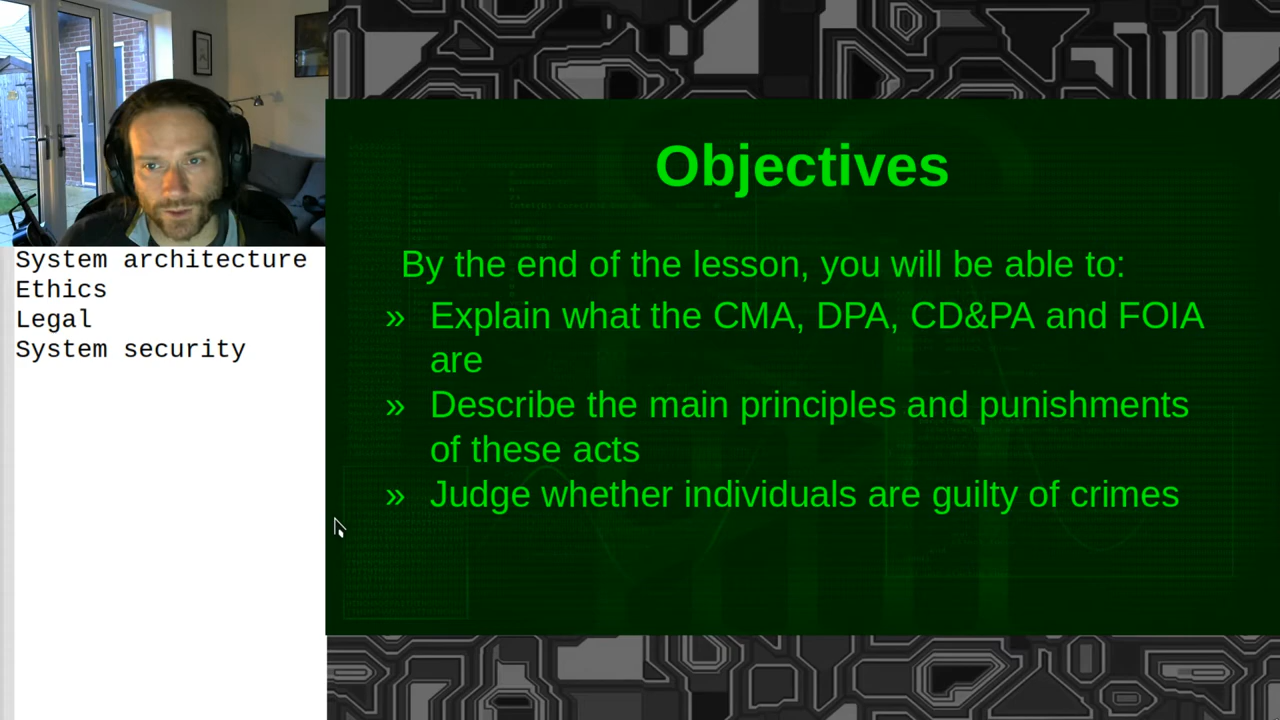 System architecture
Ethics
Legal
System security
Objectives
By the end of the lesson, you will be able to:
» Explain what the CMA, DPA, CD&PA and FOIA
are
» Describe the main principles and punishments
of these acts
» Judge whether individuals are guilty of crimes